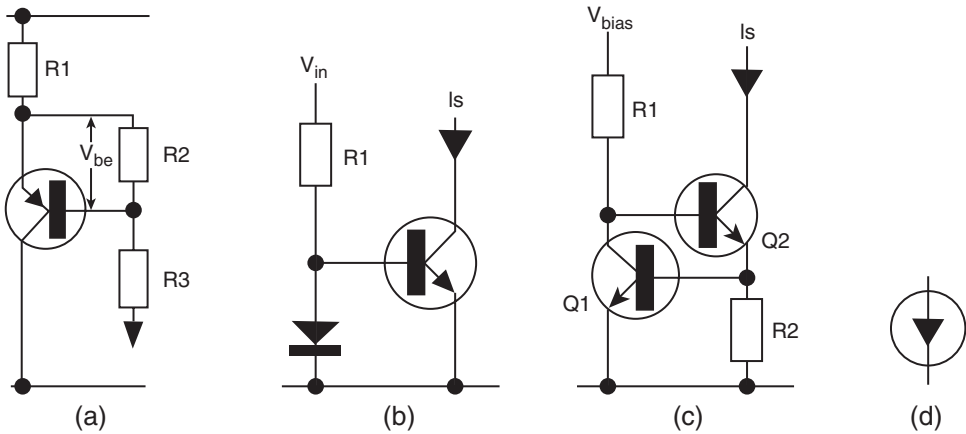 R1
V_be
R2
R3
(a)
V_in
R1
Is
(b)
V_bias
R1
Is
Q2
Q1
R2
(c)
(d)